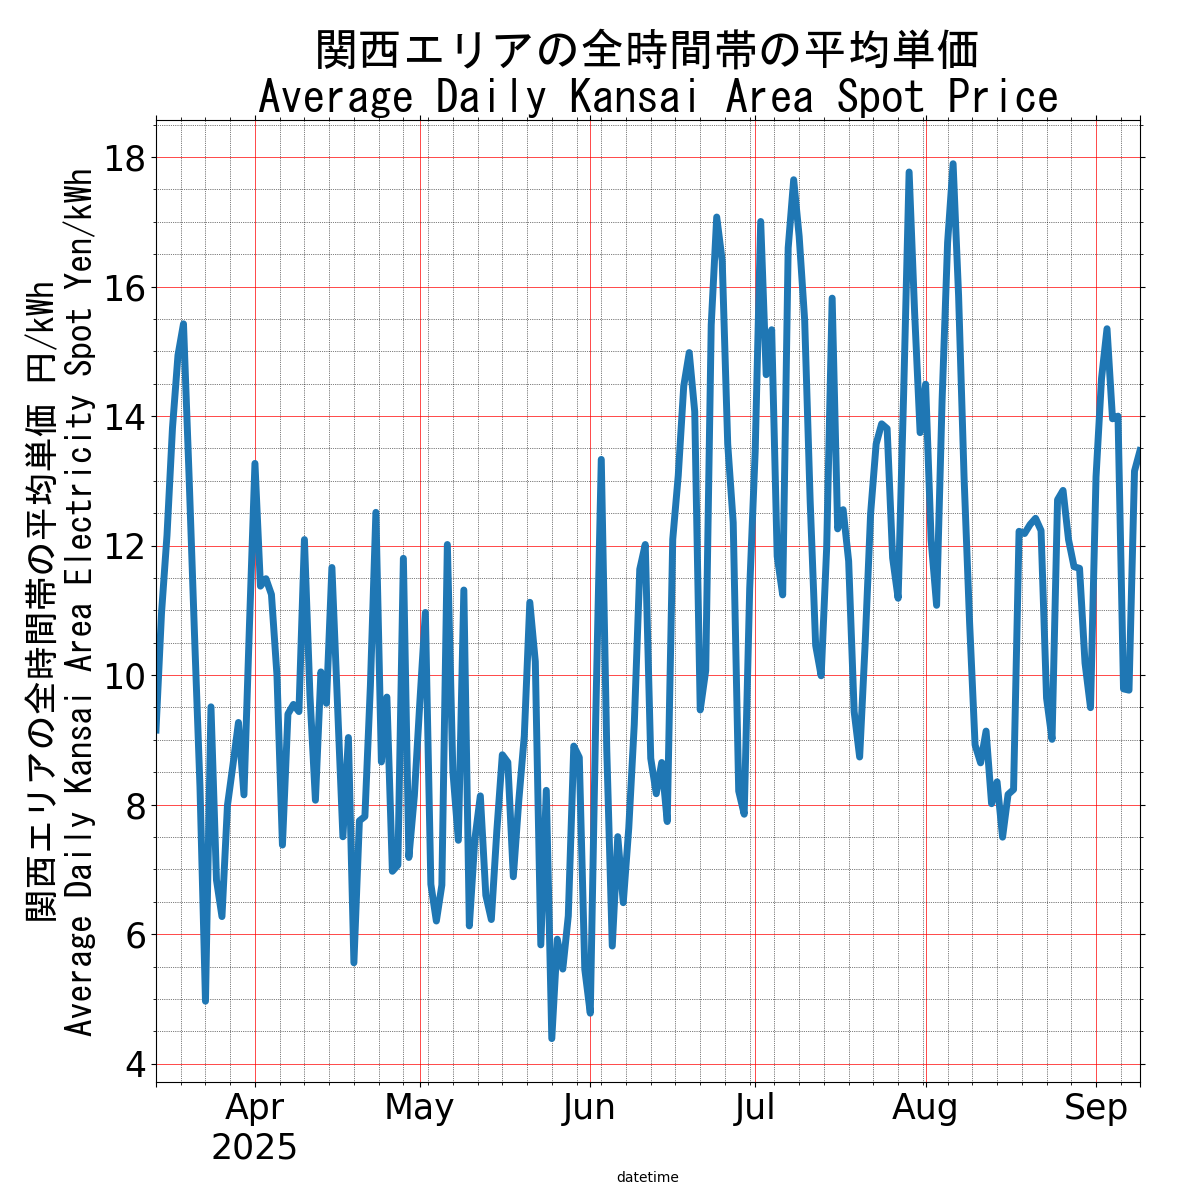 関西エリアの全時間帯の平均単価
Average Daily Kansai Area Spot Price
関西エリアの全時間帯の平均単価 円/kWh
Average Daily Kansai Area Electricity Spot Yen/kWh
18
16
14
12
10
8
6
4
Apr
2025
May
Jun
Jul
Aug
Sep
datetime